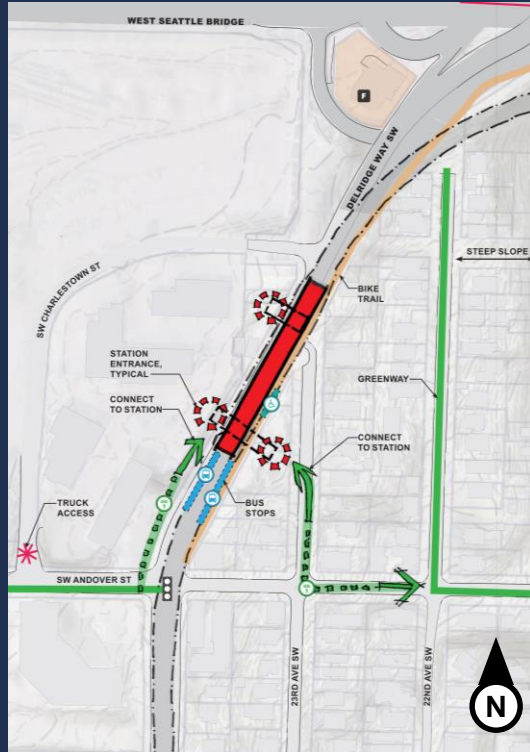 WEST SEATTLE BRIDGE
F
DELRIDGE WAY SW
STEEP SLOPE
SW CHARLESTOWN ST
BIKE
TRAIL
STATION
ENTRANCE,
TYPICAL
GREENWAY
CONNECT
TO STATION
CONNECT
TO STATION
BUS
STOPS
TRUCK
ACCESS
SW ANDOVER ST
23RD AVE SW
22ND AVE SW
N